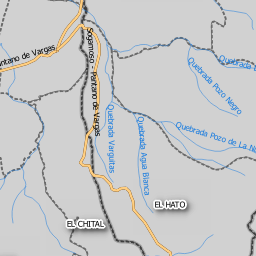 Pantano de Vargas
Sogamoso - Pantano de Vargas
Quebrada Varguitas
Quebrada Agua Blanca
Quebrada Pozo Negro
Quebrada Pozo de La
EL HATO
EL CHITAL